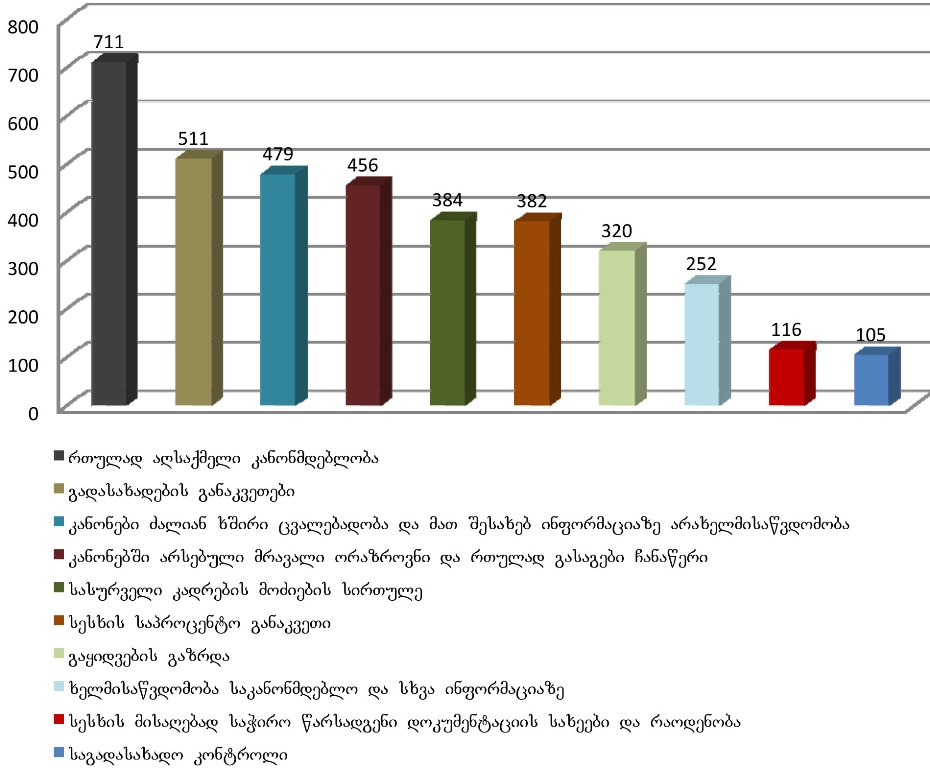 800
700
600
500
400
300
200
100
0
711
511
479
456
384
382
320
252
116
105
რთულად აღსაქმელი კანონმდებლობა
გადასახადების განაკვეთები
კანონები ძალიან ხშირი ცვალებადობა და მათ შესახებ ინფორმაციაზე არახელმისაწვდომობა
კანონებში არსებული მრავალი ორაზროვნი და რთულად გასაგები ჩანაწერი
სასურველი კადრების მოძიების სირთულე
სესხის საპროცენტო განაკვეთი
გაყიდვების გაზრდა
ხელმისაწვდომობა საკანონმდებლო და სხვა ინფორმაციაზე
სესხის მისაღებად საჭირო წარსადგენი დოკუმენტაციის სახეები და რაოდენობა
საგადასახადო კონტროლი